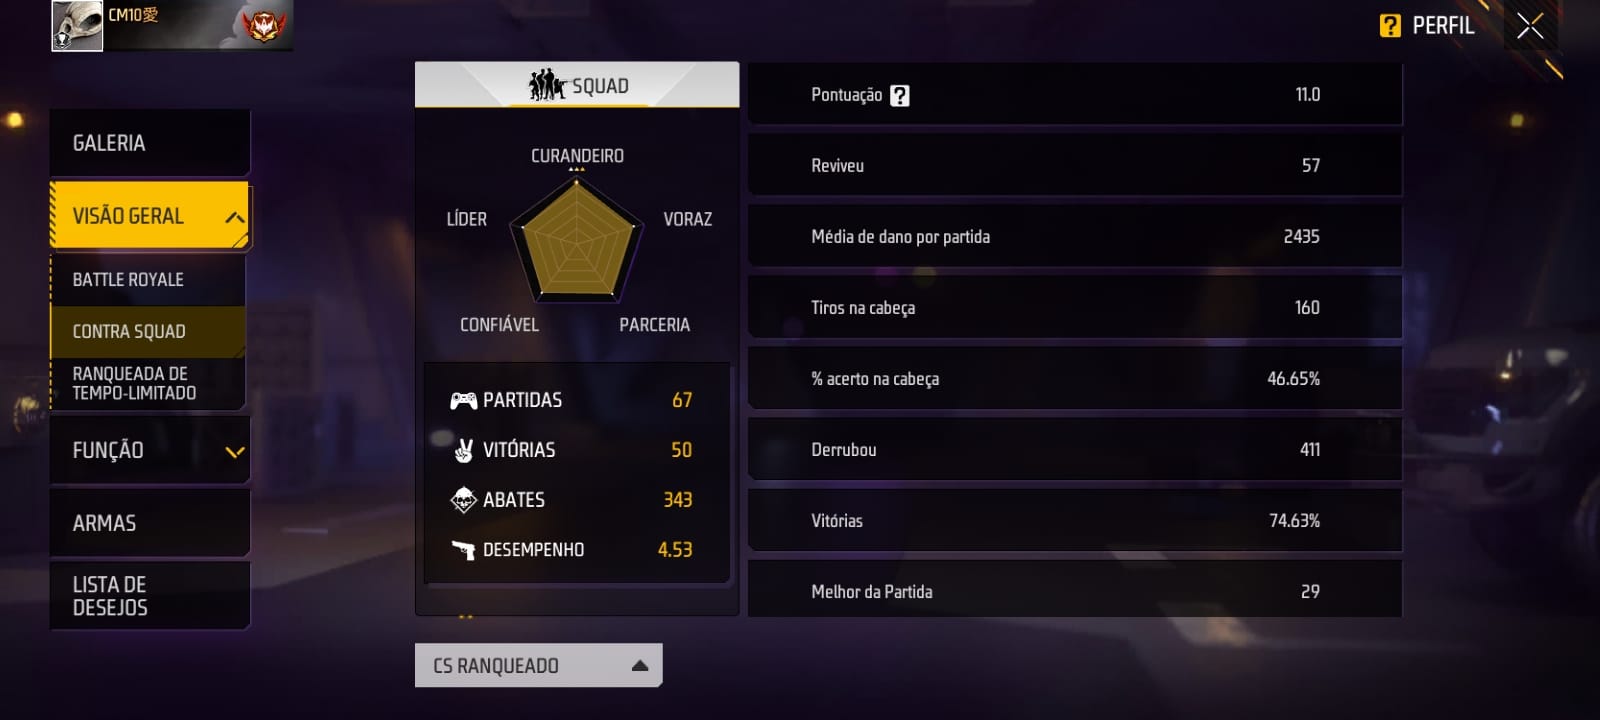 CM10愛
PERFIL
GALERIA
VISÃO GERAL
BATTLE ROYALE
CONTRA SQUAD
RANQUEADA DE
TEMPO-LIMITADO
FUNÇÃO
ARMAS
LISTA DE
DESEJOS
SQUAD
CURANDEIRO
LÍDER
VORAZ
CONFIÁVEL
PARCERIA
PARTIDAS 67
VITÓRIAS 50
ABATES 343
DESEMPENHO 4.53
CS RANQUEADO
Pontuação ? 11.0
Reviveu 57
Média de dano por partida 2435
Tiros na cabeça 160
% acerto na cabeça 46.65%
Derrubou 411
Vitórias 74.63%
Melhor da Partida 29